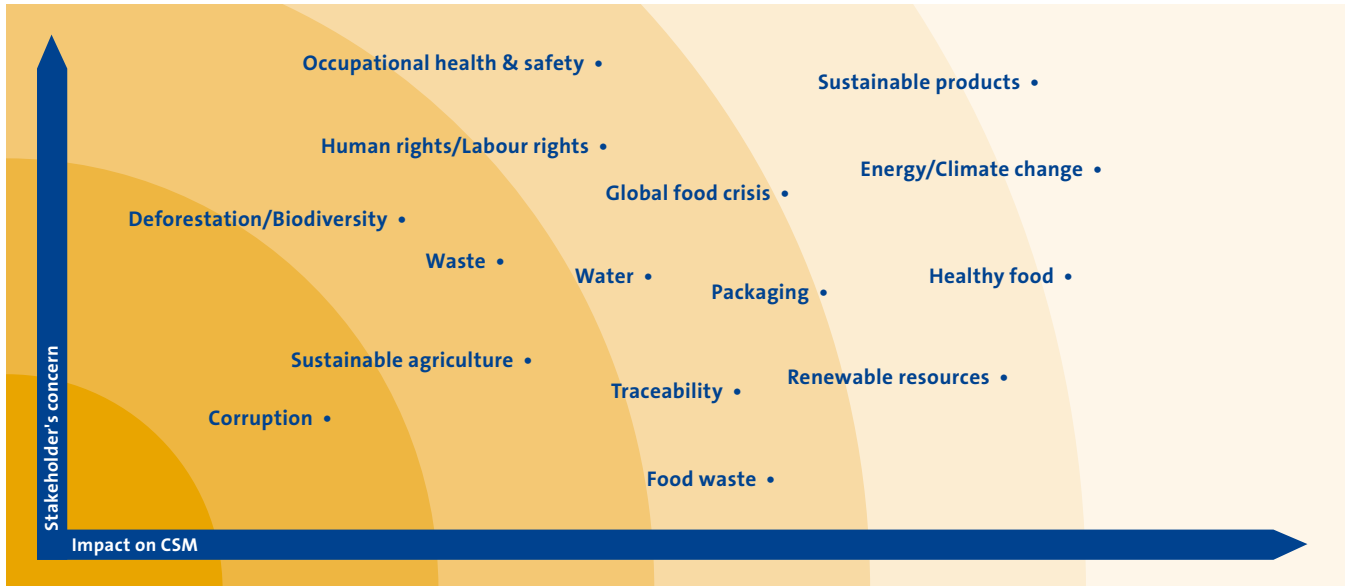 Occupational health & safety •
Sustainable products •
Human rights/Labour rights •
Energy/Climate change •
Global food crisis •
Deforestation/Biodiversity •
Waste •
Water •
Healthy food •
Packaging •
Sustainable agriculture •
Renewable resources •
Traceability •
Corruption •
Food waste •
Stakeholder's concern
Impact on CSM